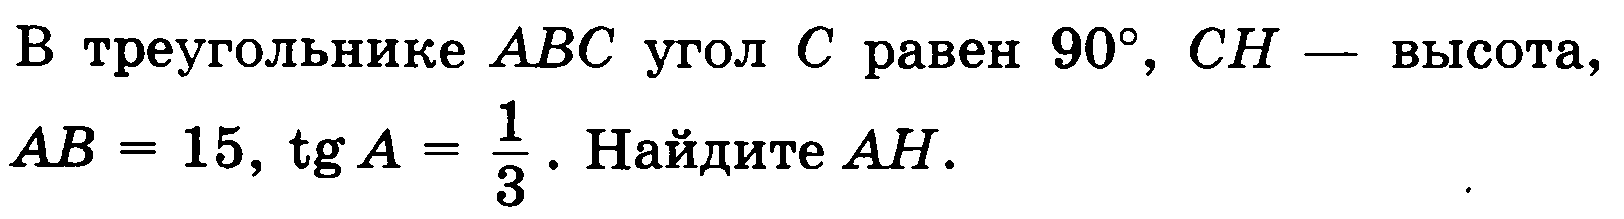 В треугольнике ABC угол C равен 90°, CH — высота,
AB = 15, tg A = 1/3. Найдите AH.